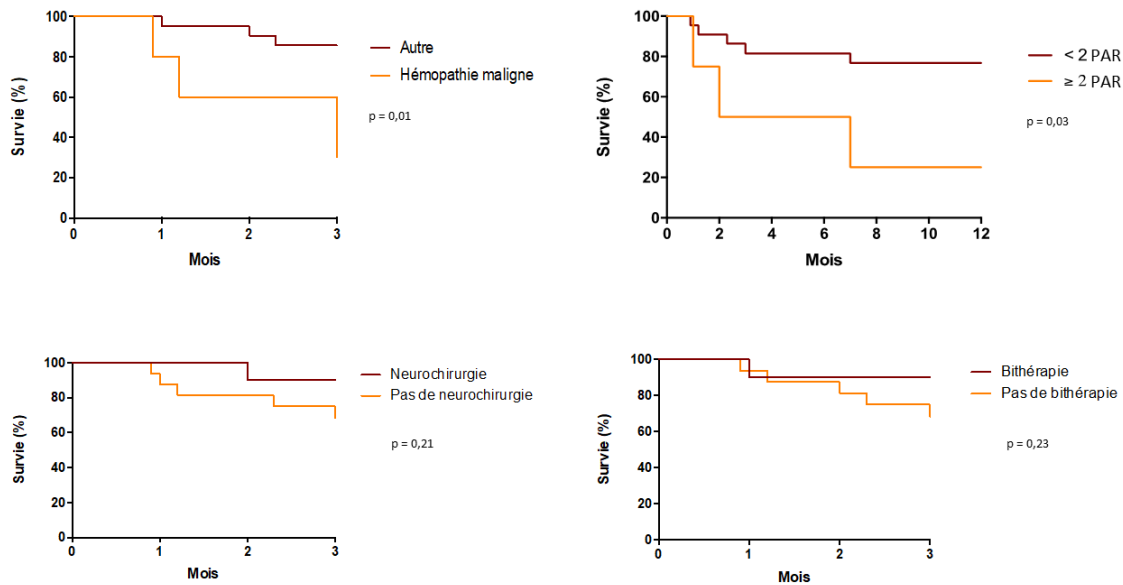 100
80
60
40
20
0
0 1 2 3
Survie (%)
Mois
Autre
Hémopathie maligne
p = 0,01
100
80
60
40
20
0
0 2 4 6 8 10 12
Survie (%)
Mois
< 2 PAR
≥ 2 PAR
p = 0,03
100
80
60
40
20
0
0 1 2 3
Survie (%)
Mois
Neurochirurgie
Pas de neurochirurgie
p = 0,21
100
80
60
40
20
0
0 1 2 3
Survie (%)
Mois
Bithérapie
Pas de bithérapie
p = 0,23